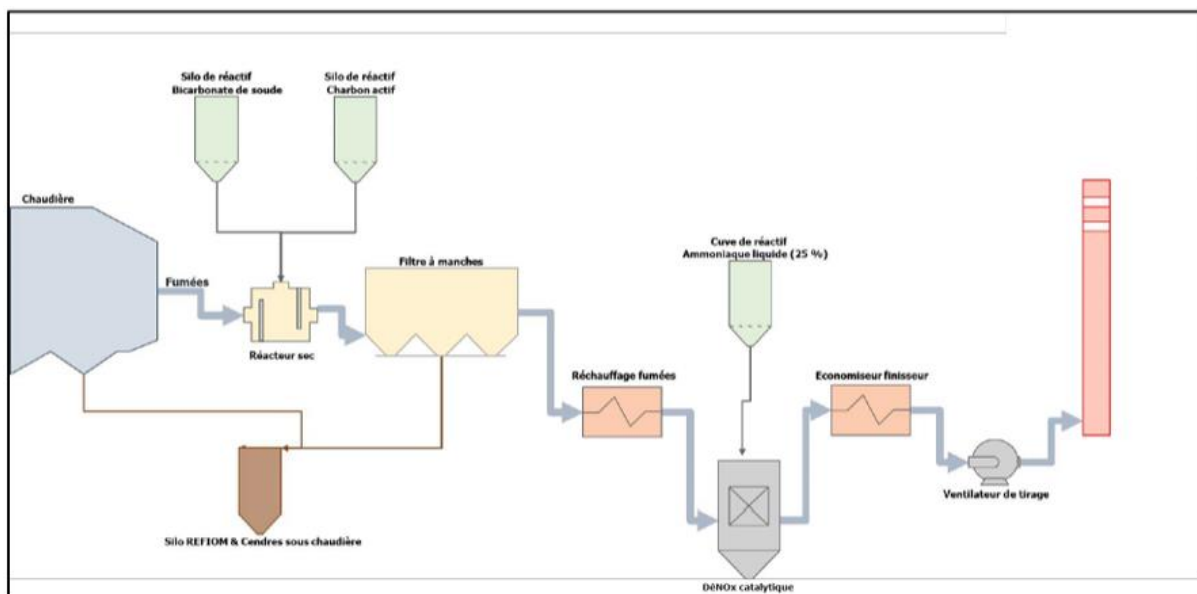 Silo de réactif
Bicarbonate de soude
Silo de réactif
Charbon actif
Chaudière
Fumées
Réacteur sec
Filtre à manches
Cuve de réactif
Ammoniaque liquide (25 %)
Réchauffage fumées
Economiseur finisseur
Ventilateur de tirage
Silo REFIOM & Cendres sous chaudière
DéNOx catalytique